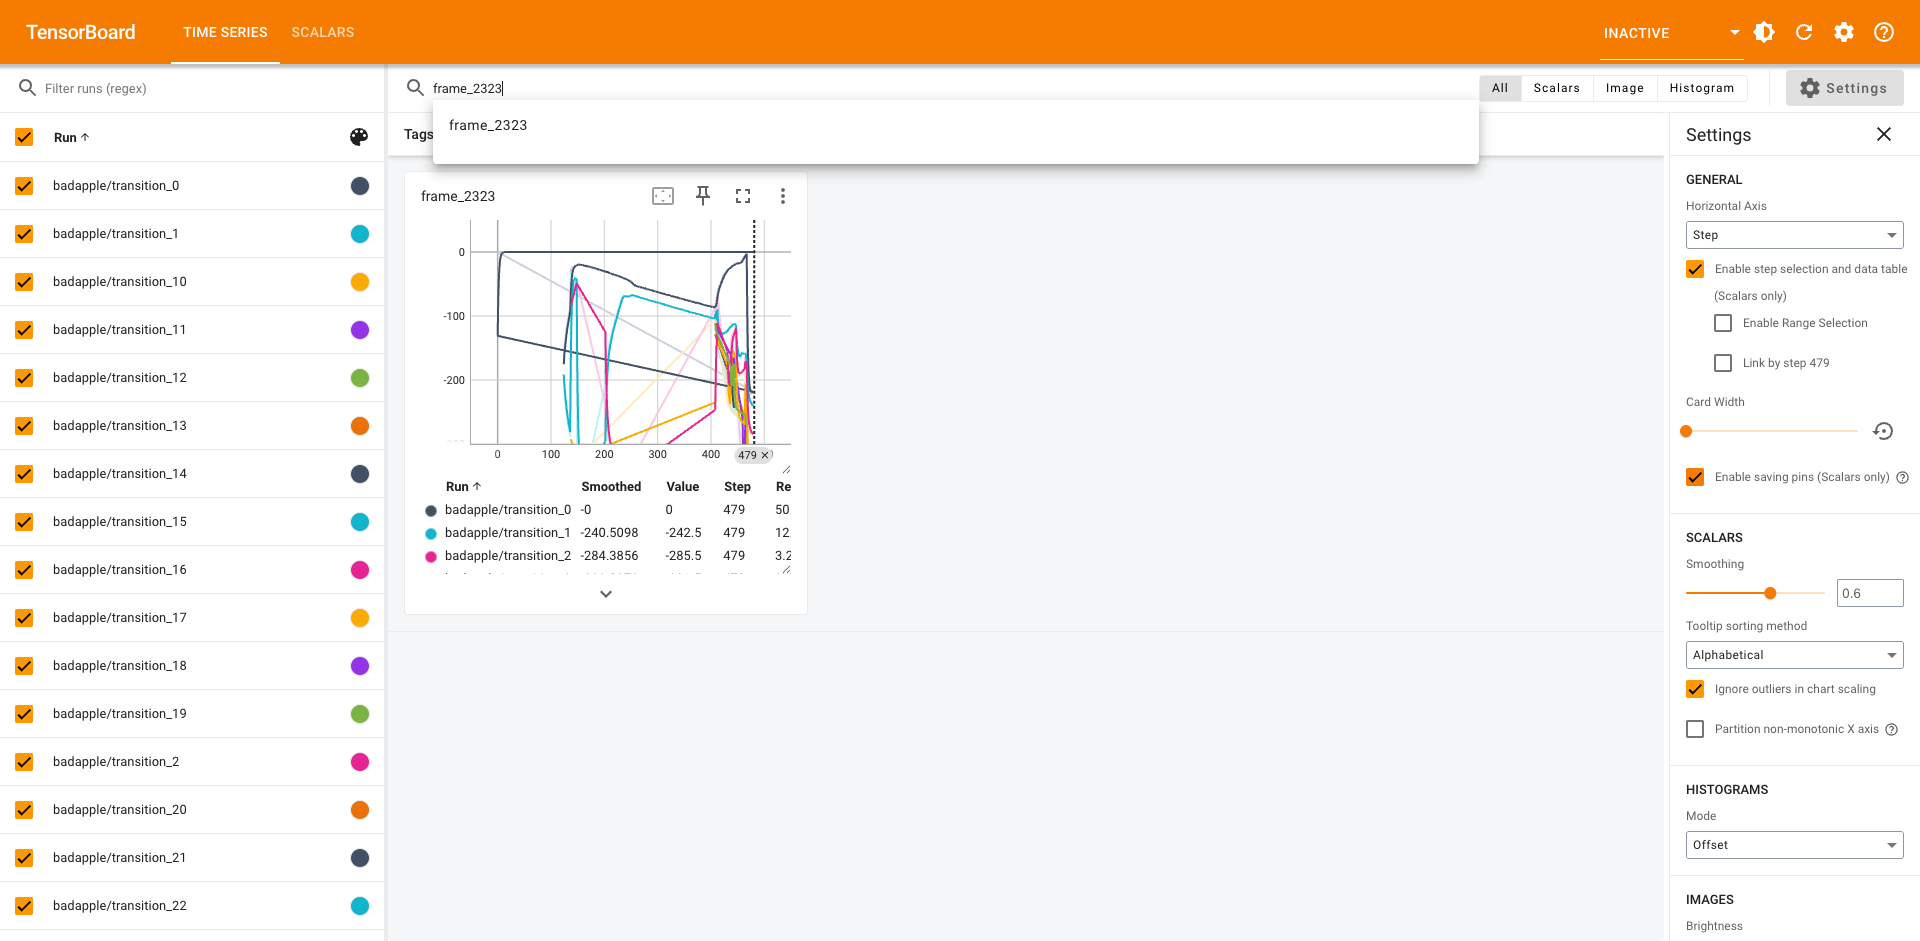 TensorBoard
TIME SERIES
SCALARS
INACTIVE
Filter runs (regex)
frame_2323
All
Scalars
Image
Histogram
Settings
Run
badapple/transition_0
badapple/transition_1
badapple/transition_10
badapple/transition_11
badapple/transition_12
badapple/transition_13
badapple/transition_14
badapple/transition_15
badapple/transition_16
badapple/transition_17
badapple/transition_18
badapple/transition_19
badapple/transition_2
badapple/transition_20
badapple/transition_21
badapple/transition_22
Tags
frame_2323
frame_2323
0
-100
-200
0
100
200
300
400
479
Run Smoothed Value Step Re
badapple/transition_0 -0 0 479 50
badapple/transition_1 -240.5098 -242.5 479 12
badapple/transition_2 -284.3856 -285.5 479 3.2
Settings
GENERAL
Horizontal Axis
Step
Enable step selection and data table
(Scalars only)
Enable Range Selection
Link by step 479
Card Width
Enable saving pins (Scalars only)
SCALARS
Smoothing
0.6
Tooltip sorting method
Alphabetical
Ignore outliers in chart scaling
Partition non-monotonic X axis
HISTOGRAMS
Mode
Offset
IMAGES
Brightness